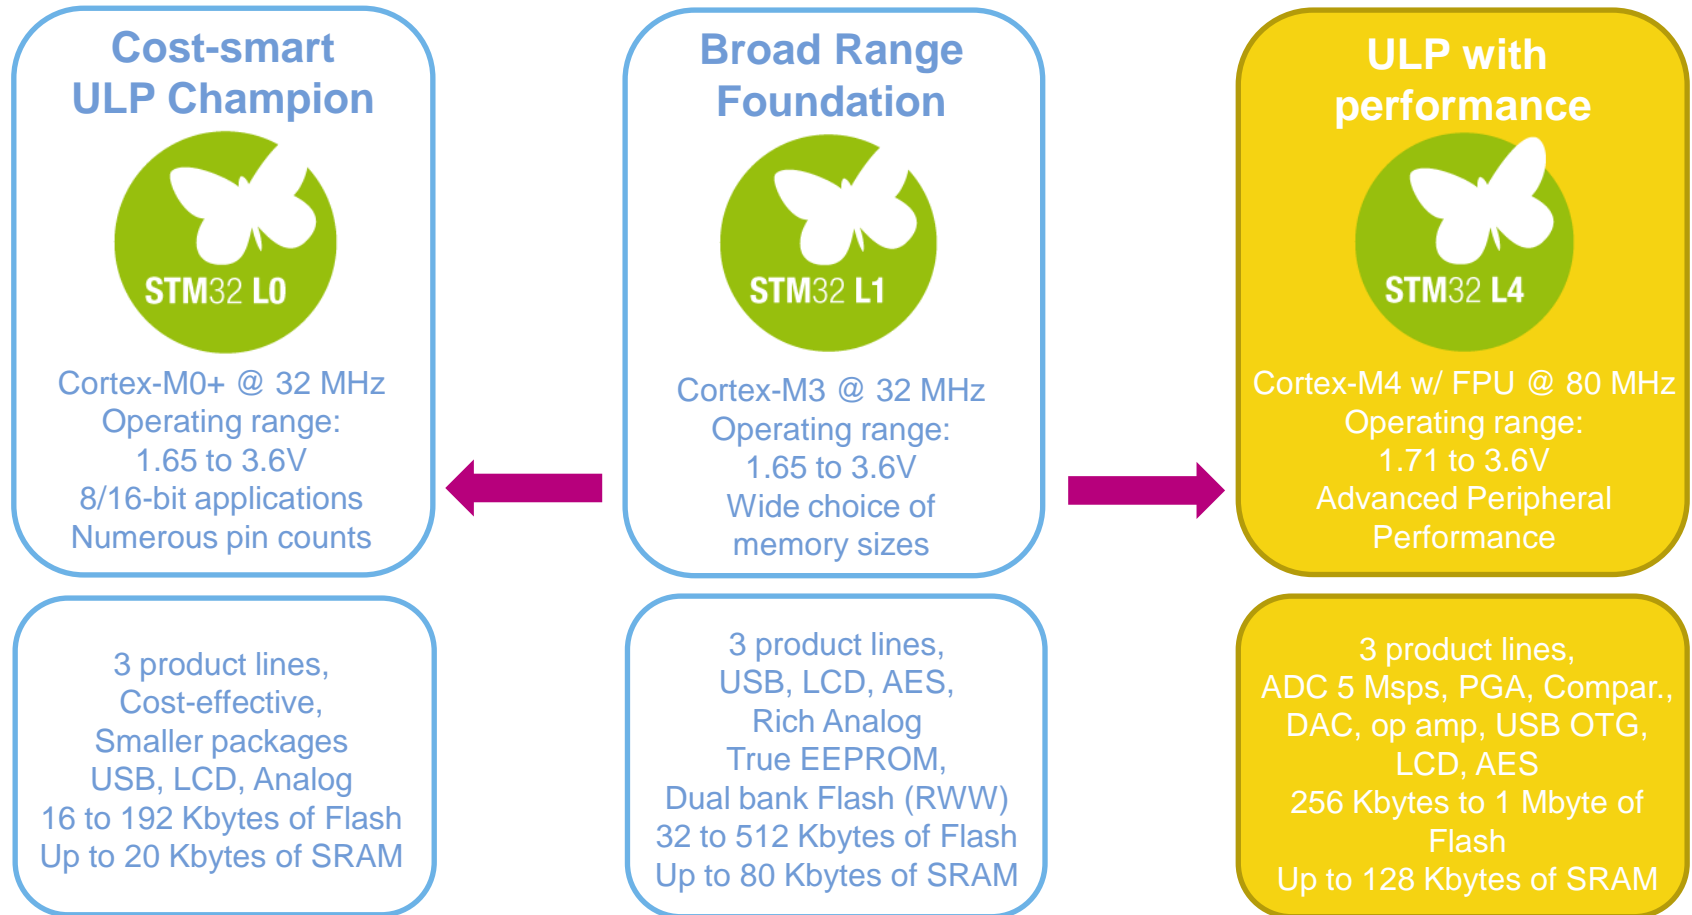 Cost-smart
ULP Champion
STM32 L0
Cortex-M0+ @ 32 MHz
Operating range:
1.65 to 3.6V
8/16-bit applications
Numerous pin counts
3 product lines,
Cost-effective,
Smaller packages
USB, LCD, Analog
16 to 192 Kbytes of Flash
Up to 20 Kbytes of SRAM
Broad Range
Foundation
STM32 L1
Cortex-M3 @ 32 MHz
Operating range:
1.65 to 3.6V
Wide choice of
memory sizes
3 product lines,
USB, LCD, AES,
Rich Analog
True EEPROM,
Dual bank Flash (RWW)
32 to 512 Kbytes of Flash
Up to 80 Kbytes of SRAM
ULP with
performance
STM32 L4
Cortex-M4 w/ FPU @ 80 MHz
Operating range:
1.71 to 3.6V
Advanced Peripheral
Performance
3 product lines,
ADC 5 Msps, PGA, Compar.,
DAC, op amp, USB OTG,
LCD, AES
256 Kbytes to 1 Mbyte of
Flash
Up to 128 Kbytes of SRAM